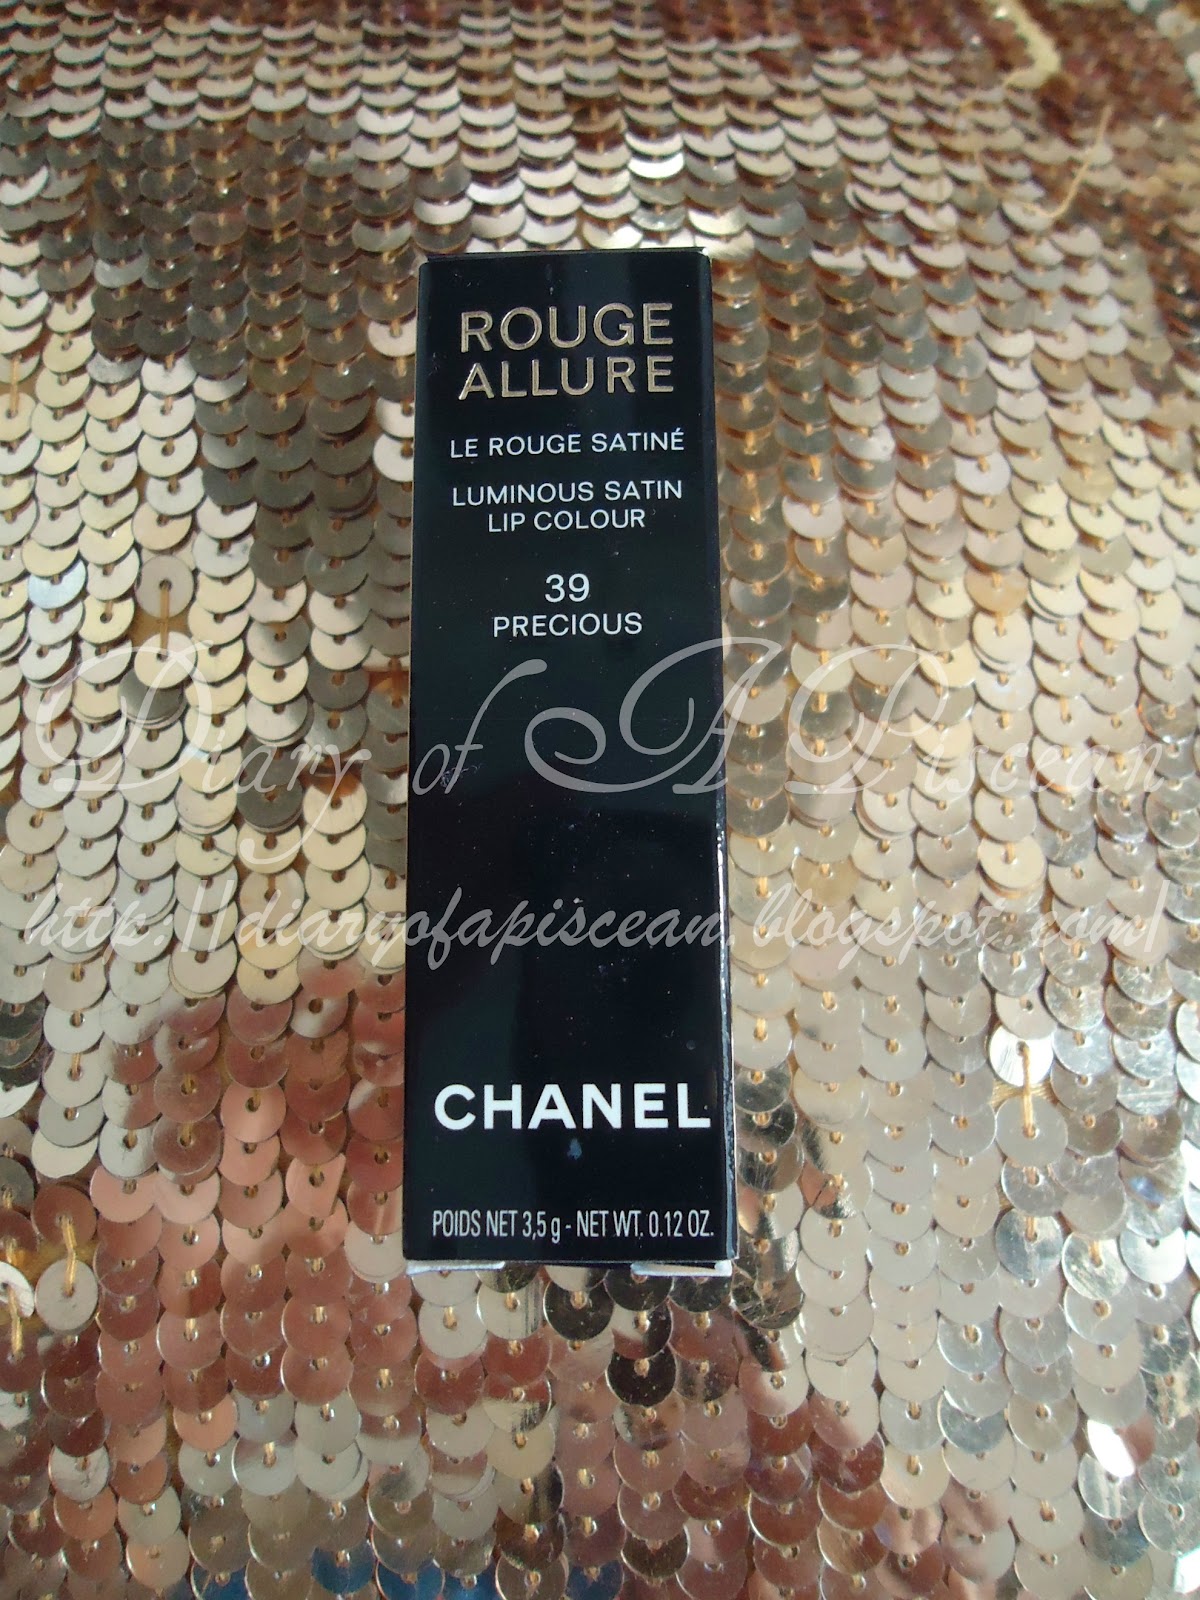 ROUGE
ALLURE
LE ROUGE SATINÉ
LUMINOUS SATIN
LIP COLOUR
39
PRECIOUS
Diary of A Piscean
http://diaryofapiscean.blogspot.com/
CHANEL
POIDS NET 3,5 g - NET WT. 0.12 OZ.